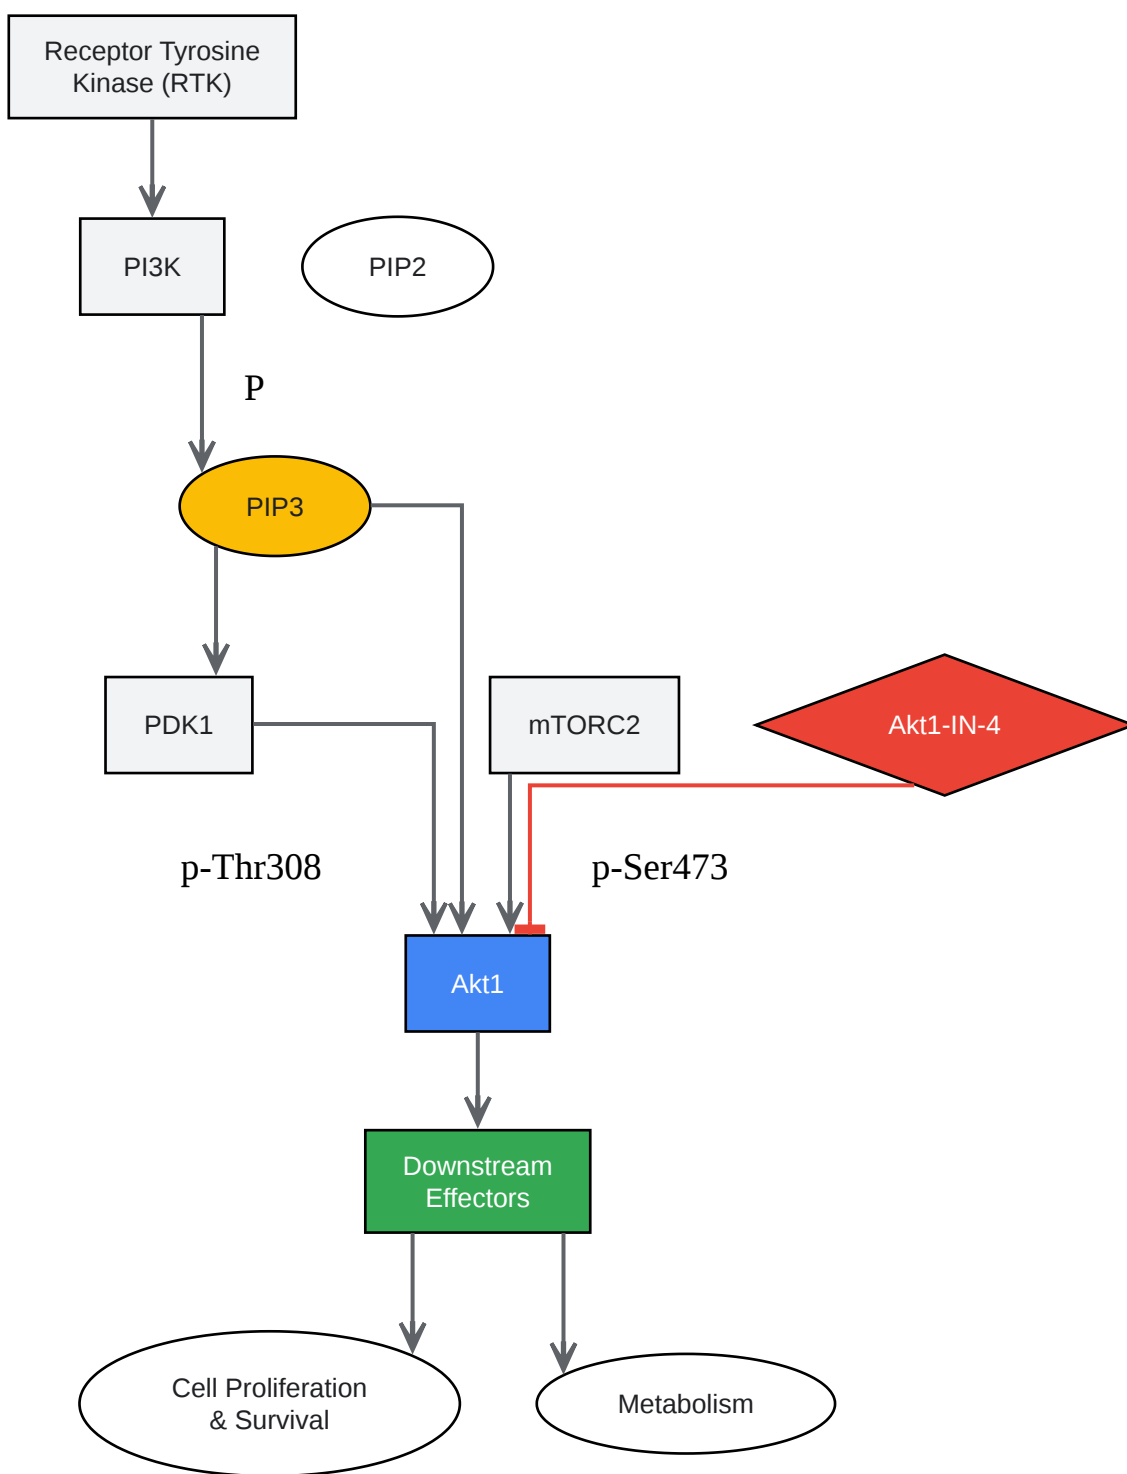 Receptor Tyrosine
Kinase (RTK)
PI3K
PIP2
P
PIP3
PDK1
mTORC2
Akt1-IN-4
p-Thr308
p-Ser473
Akt1
Downstream
Effectors
Cell Proliferation
& Survival
Metabolism